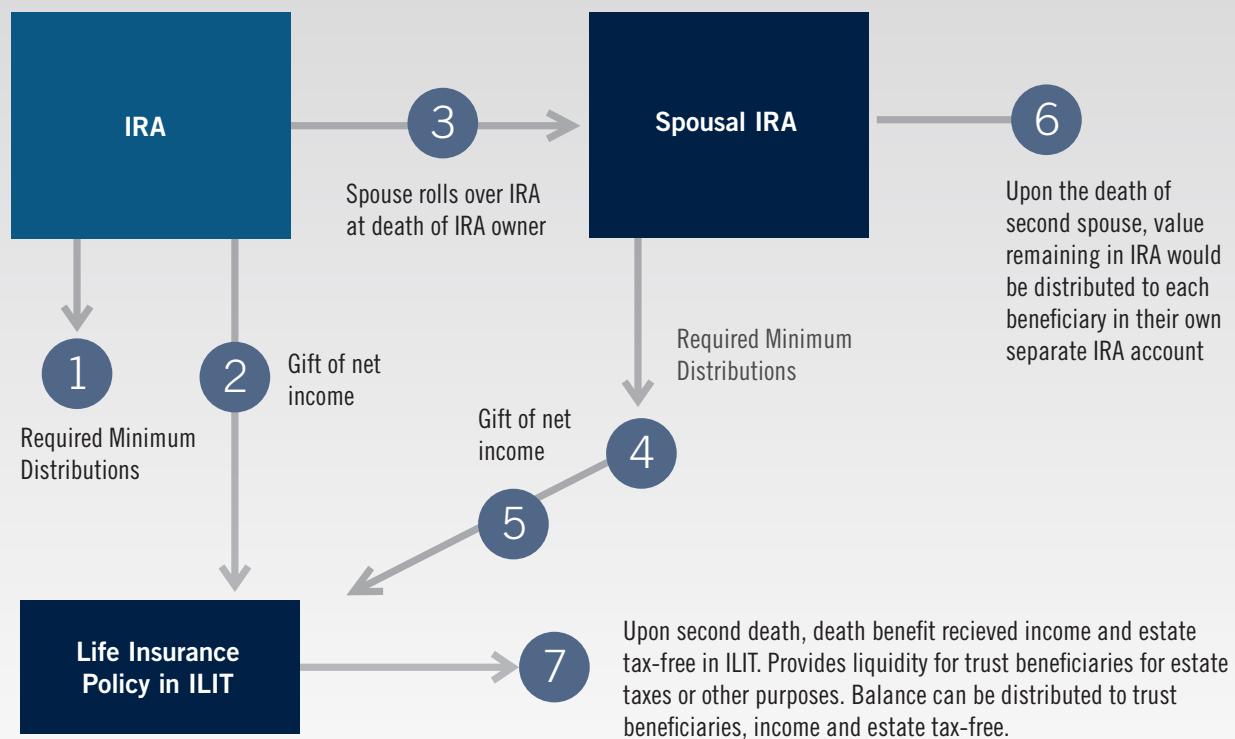 IRA
3
Spouse rolls over IRA
at death of IRA owner
Spousal IRA
6
Upon the death of
second spouse, value
remaining in IRA would
be distributed to each
beneficiary in their own
separate IRA account
1
Required Minimum
Distributions
2
Gift of net
income
Required Minimum
Distributions
4
Gift of net
income
5
Life Insurance
Policy in ILIT
7
Upon second death, death benefit recieved income and estate
tax-free in ILIT. Provides liquidity for trust beneficiaries for estate
taxes or other purposes. Balance can be distributed to trust
beneficiaries, income and estate tax-free.